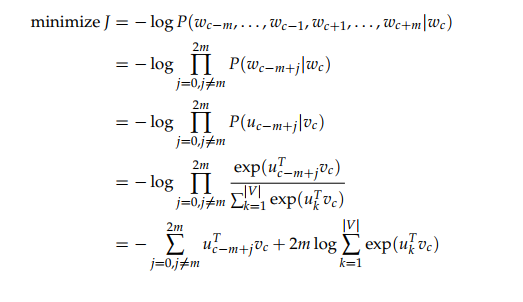 minimize J = − log P(w_{c−m}, . . . , w_{c−1}, w_{c+1}, . . . , w_{c+m}|w_c)
= − log ∏_{j=0,j≠m}^{2m} P(w_{c−m+j}|w_c)
= − log ∏_{j=0,j≠m}^{2m} P(u_{c−m+j}|v_c)
= − log ∏_{j=0,j≠m}^{2m} exp(u_{c−m+j}^T v_c) / ∑_{k=1}^{|V|} exp(u_k^T v_c)
= − ∑_{j=0,j≠m}^{2m} u_{c−m+j}^T v_c + 2m log ∑_{k=1}^{|V|} exp(u_k^T v_c)